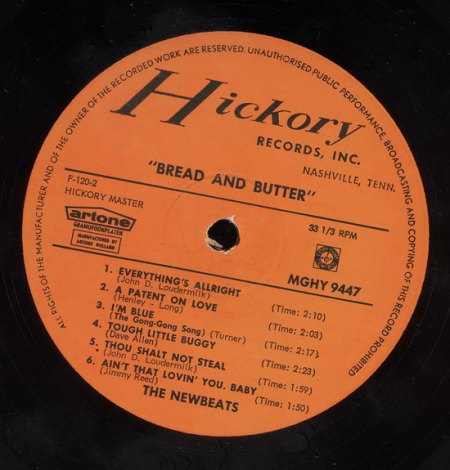 ALL RIGHTS OF THE MANUFACTURER AND OF THE OWNER OF THE RECORDED WORK ARE RESERVED. UNAUTHORISED PUBLIC PERFORMANCE, BROADCASTING AND COPYING OF THIS RECORD PROHIBITED
Hickory
RECORDS, INC.
NASHVILLE, TENN.
"BREAD AND BUTTER"
F-120-2
HICKORY MASTER
artone
GRAMOFOONPLATEN
MANUFACTURED BY
ARTONE HOLLAND
33 1/3 RPM
MGHY 9447
1. EVERYTHING'S ALLRIGHT
(John D. Loudermilk) (Time: 2:10)
2. A PATENT ON LOVE
(Henley - Long) (Time: 2:03)
3. I'M BLUE
(The Gong-Gong Song) (Turner) (Time: 2:17)
4. TOUGH LITTLE BUGGY
(Dave Allen) (Time: 2:23)
5. THOU SHALT NOT STEAL
(John D. Loudermlik) (Time: 1:59)
6. AIN'T THAT LOVIN' YOU, BABY
(Jimmy Reed) (Time: 1:50)
THE NEWBEATS